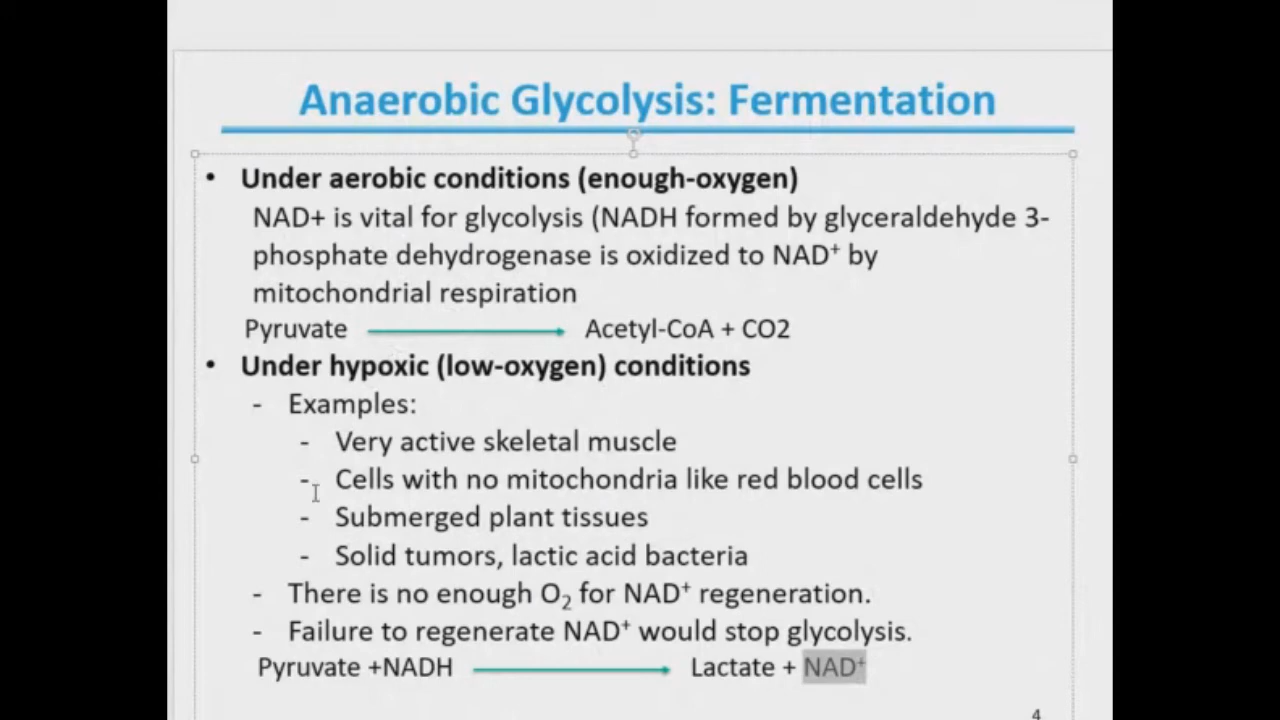 Anaerobic Glycolysis: Fermentation
• Under aerobic conditions (enough-oxygen)
NAD+ is vital for glycolysis (NADH formed by glyceraldehyde 3-
phosphate dehydrogenase is oxidized to NAD⁺ by
mitochondrial respiration
Pyruvate → Acetyl-CoA + CO2
• Under hypoxic (low-oxygen) conditions
- Examples:
- Very active skeletal muscle
- Cells with no mitochondria like red blood cells
- Submerged plant tissues
- Solid tumors, lactic acid bacteria
- There is no enough O₂ for NAD⁺ regeneration.
- Failure to regenerate NAD⁺ would stop glycolysis.
Pyruvate +NADH → Lactate + NAD⁺
4